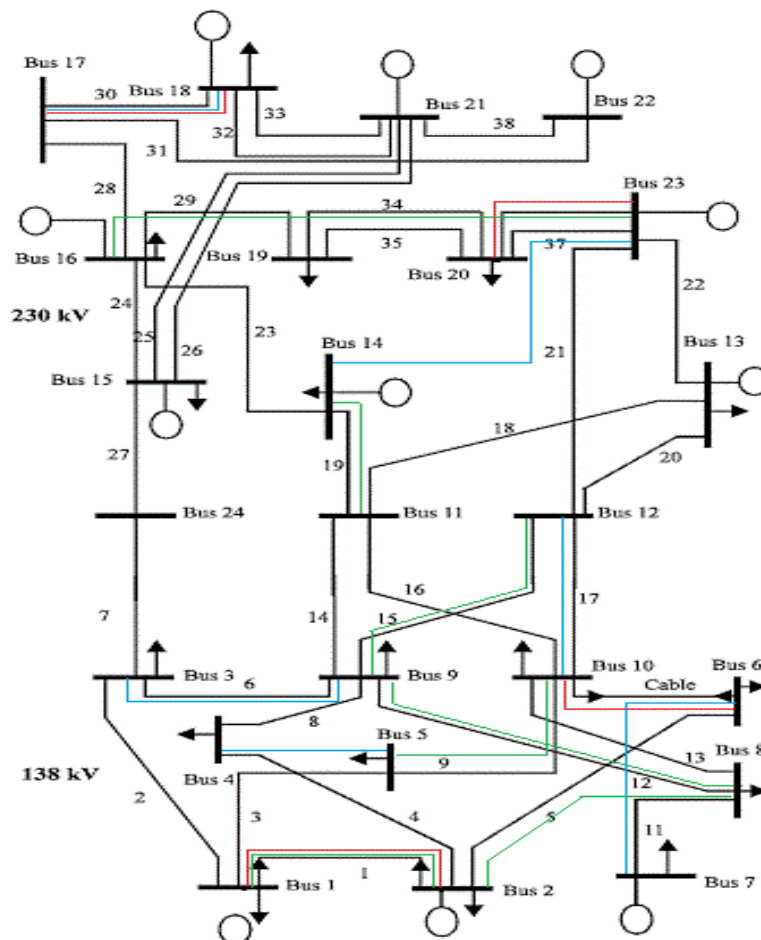 Bus 17
30
Bus 18
33
32
Bus 21
38
Bus 22
31
28
29
34
Bus 23
Bus 16
Bus 19
35
Bus 20
37
24
22
230 kV
25
26
23
Bus 14
21
Bus 13
Bus 15
18
20
27
19
Bus 24
Bus 11
Bus 12
7
14
16
15
17
Bus 3
6
Bus 9
Bus 10
Cable
Bus 6
8
Bus 5
13
Bus 8
138 kV
Bus 4
9
12
2
3
4
5
11
1
Bus 1
Bus 2
Bus 7